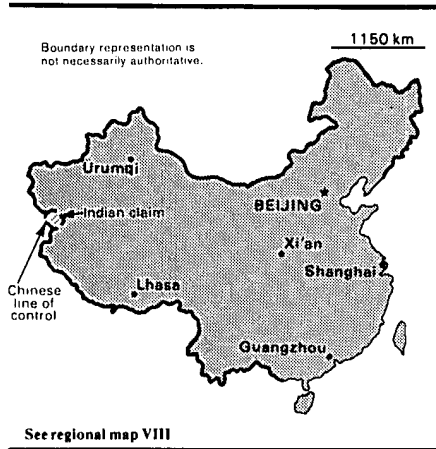 Boundary representation is
not necessarily authoritative.
1150 km
Ürümqi
BEIJING
Indian claim
Xi'an
Shanghai
Chinese
line of
control
Lhasa
Guangzhou
See regional map VIII